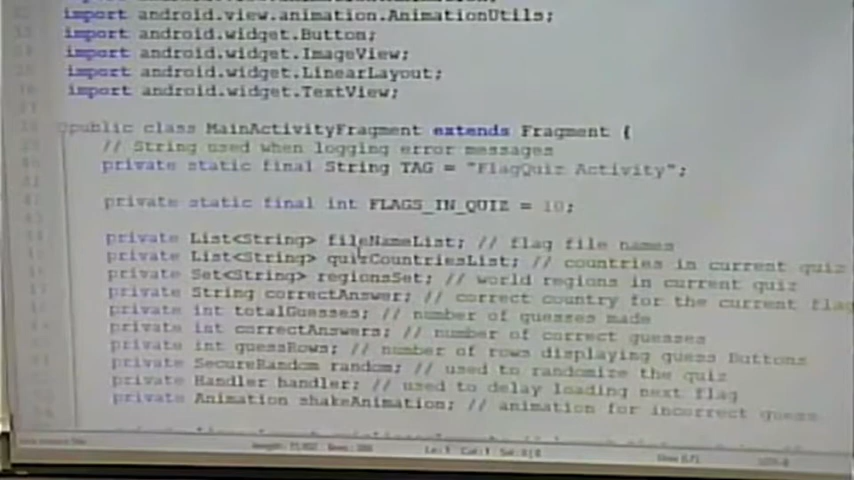 import android.view.animation.AnimationUtils;
import android.widget.Button;
import android.widget.ImageView;
import android.widget.LinearLayout;
import android.widget.TextView;
public class MainActivityFragment extends Fragment {
// String used when logging error messages
private static final String TAG = "FlagQuiz Activity";
private static final int FLAGS_IN_QUIZ = 10;
private List<String> fileNameList; // flag file names
private List<String> quizCountriesList; // countries in current quiz
private Set<String> regionsSet; // world regions in current quiz
private String correctAnswer; // correct country for the current flag
private int totalGuesses; // number of guesses made
private int correctAnswers; // number of correct guesses
private int guessRows; // number of rows displaying guess Buttons
private SecureRandom random; // used to randomize the quiz
private Handler handler; // used to delay loading next flag
private Animation shakeAnimation; // animation for incorrect guess